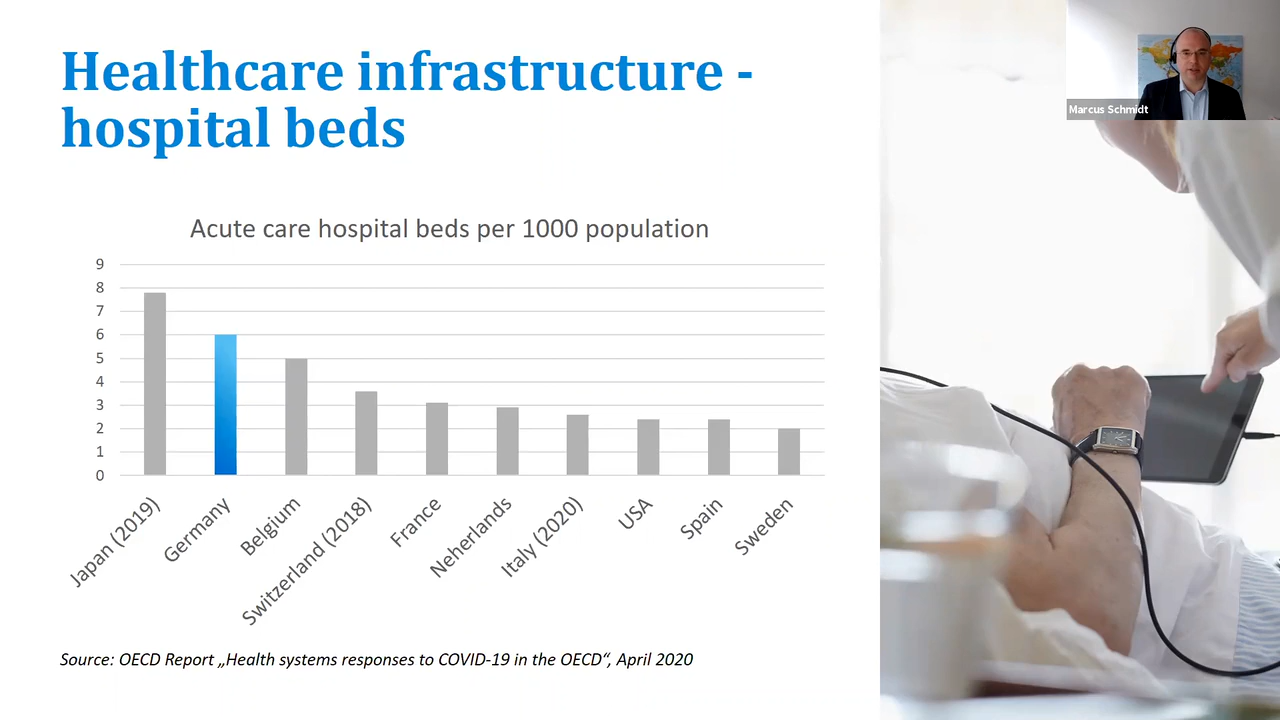 Healthcare infrastructure -
hospital beds
Marcus Schmidt
Acute care hospital beds per 1000 population
9
8
7
6
5
4
3
2
1
0
Japan (2019)
Germany
Belgium
Switzerland (2018)
France
Neherlands
Italy (2020)
USA
Spain
Sweden
Source: OECD Report „Health systems responses to COVID-19 in the OECD“, April 2020